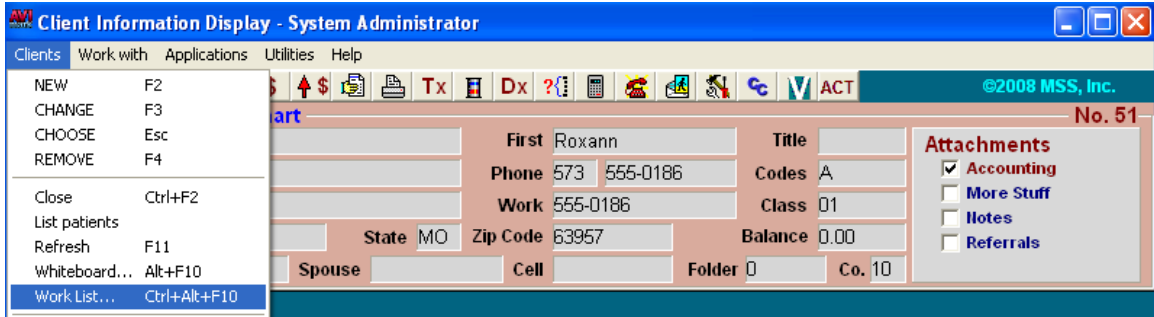 AVI Client Information Display - System Administrator
Clients Work with Applications Utilities Help
NEW F2
$ $ Tx Dx ?{} CC V ACT ©2008 MSS, Inc.
CHANGE F3
art No. 51
CHOOSE Esc
First Roxann Title Attachments
REMOVE F4
Phone 573 555-0186 Codes A Accounting
Close Ctrl+F2
Work 555-0186 Class 01 More Stuff
List patients
Notes
Refresh F11
State MO Zip Code 63957 Balance 0.00 Referrals
Whiteboard... Alt+F10
Spouse Cell Folder 0 Co. 10
Work List... Ctrl+Alt+F10